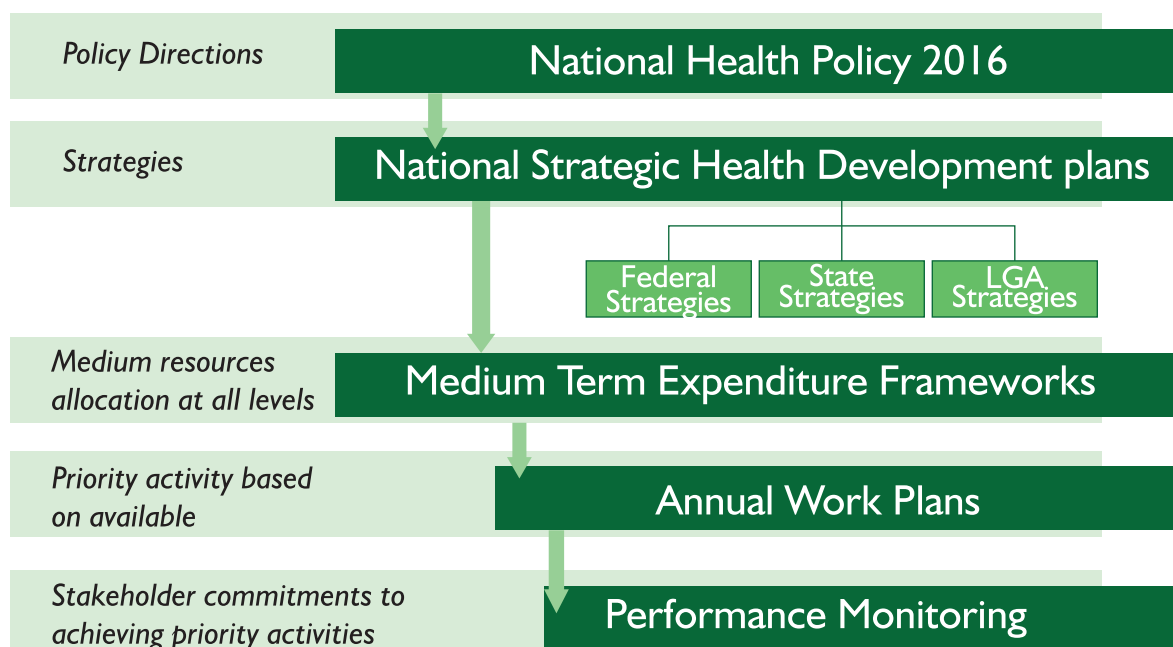 Policy Directions
National Health Policy 2016
Strategies
National Strategic Health Development plans
Federal
Strategies
State
Strategies
LGA
Strategies
Medium resources
allocation at all levels
Medium Term Expenditure Frameworks
Priority activity based
on available
Annual Work Plans
Stakeholder commitments to
achieving priority activities
Performance Monitoring